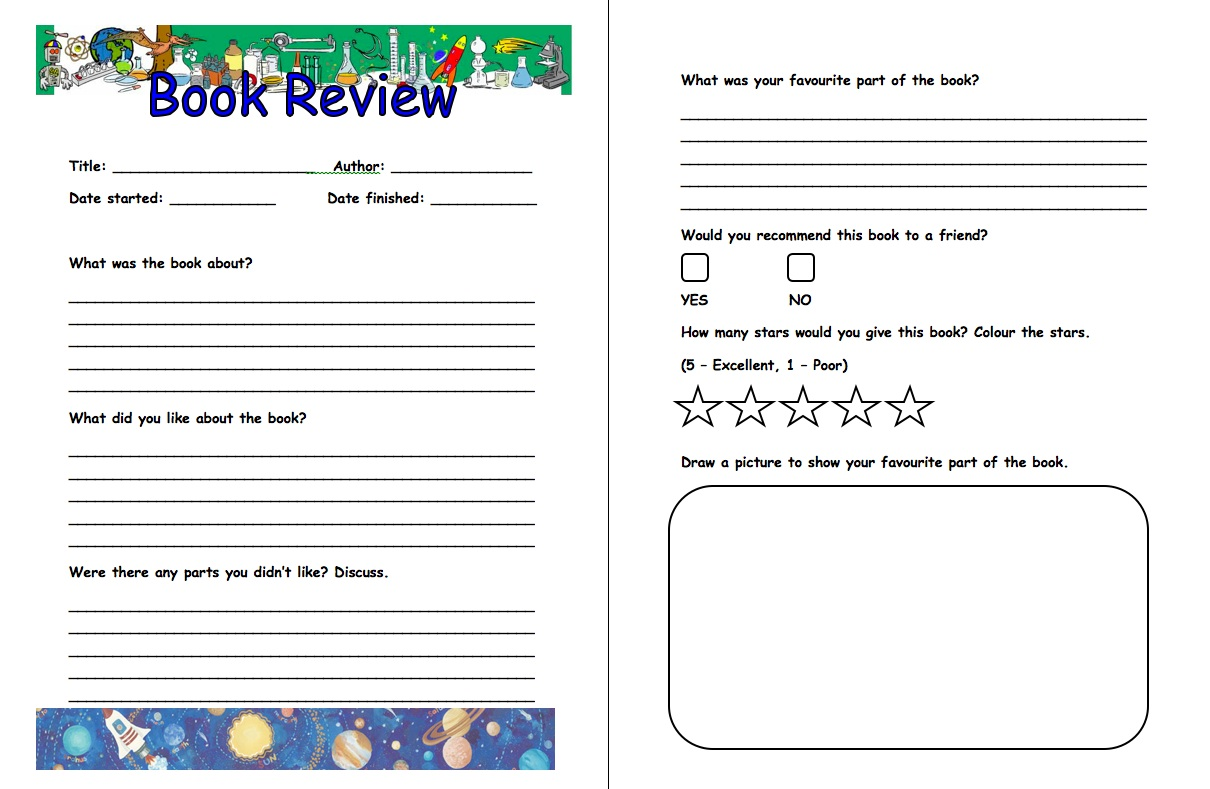 Book Review
Title: ______________________ Author: ________________
Date started: ____________ Date finished: ____________
What was the book about?
What did you like about the book?
Were there any parts you didn't like? Discuss.
What was your favourite part of the book?
Would you recommend this book to a friend?
YES NO
How many stars would you give this book? Colour the stars.
(5 – Excellent, 1 – Poor)
Draw a picture to show your favourite part of the book.